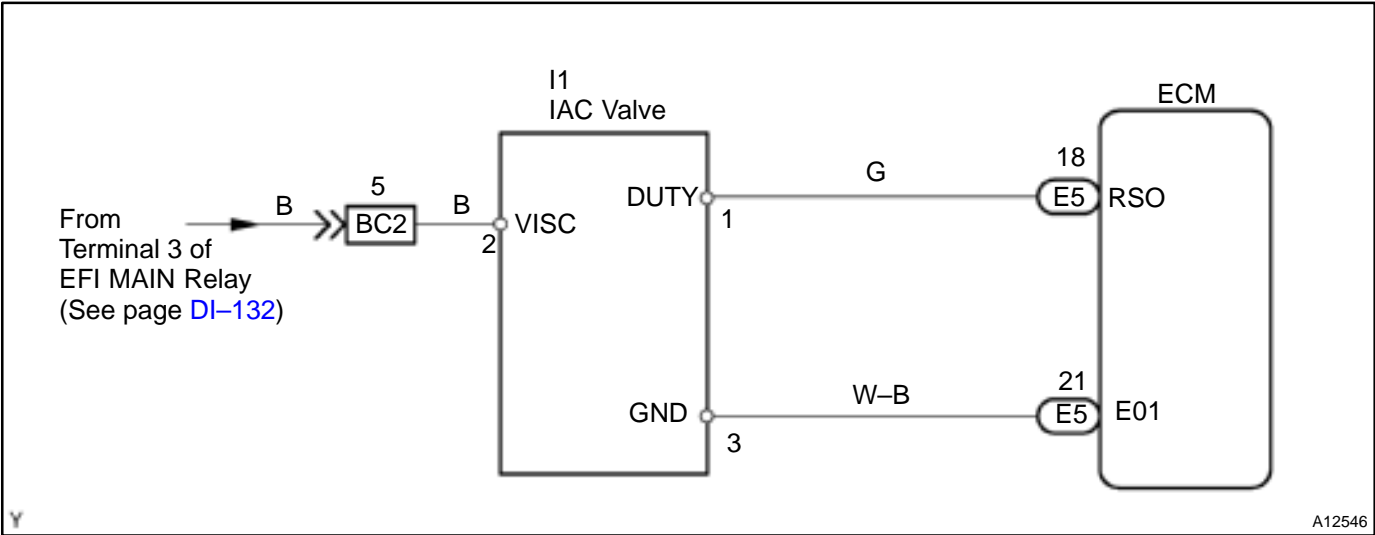 I1
IAC Valve
ECM
From
Terminal 3 of
EFI MAIN Relay
(See page DI–132)
B
5
BC2
B
2
VISC
DUTY
1
G
18
E5
RSO
GND
3
W–B
21
E5
E01
Y
A12546